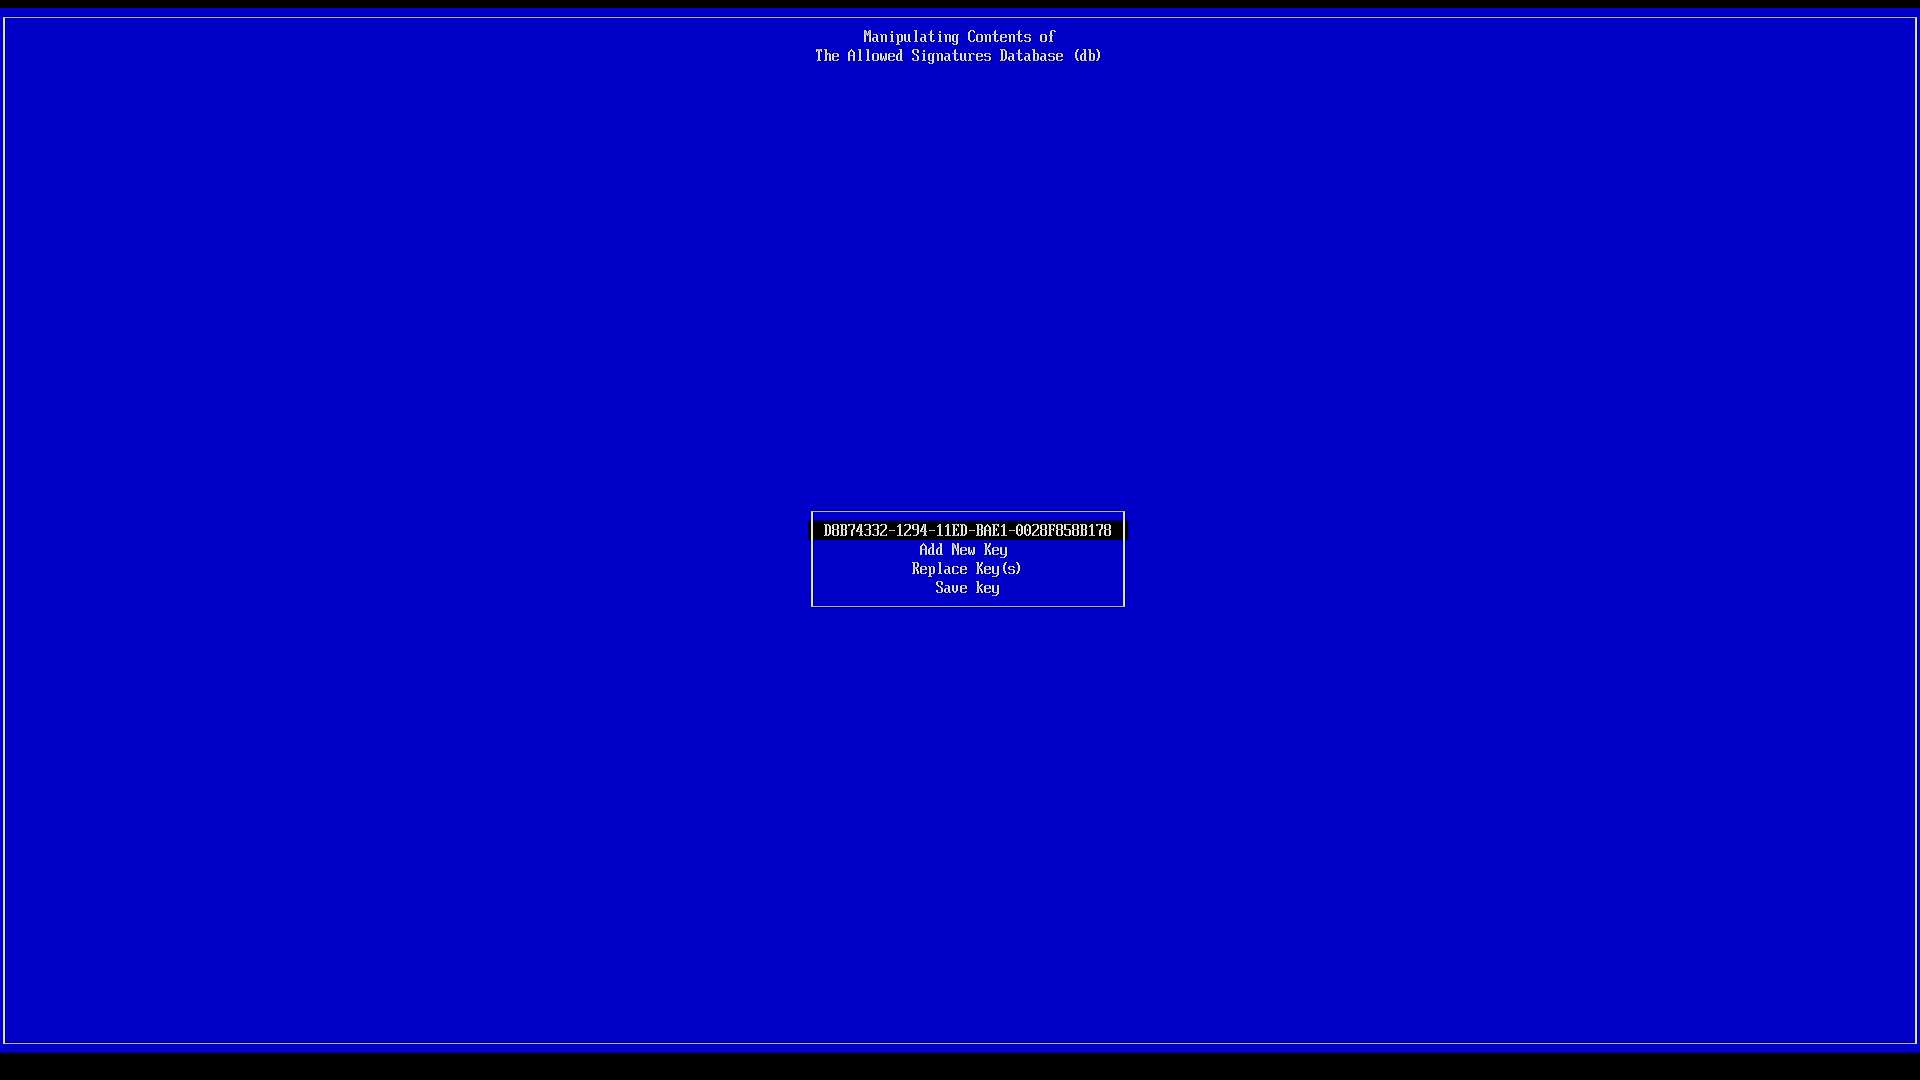 Manipulating Contents of
The Allowed Signatures Database (db)
D8B74332-1294-11ED-BAE1-0028F858B178
Add New Key
Replace Key(s)
Save key